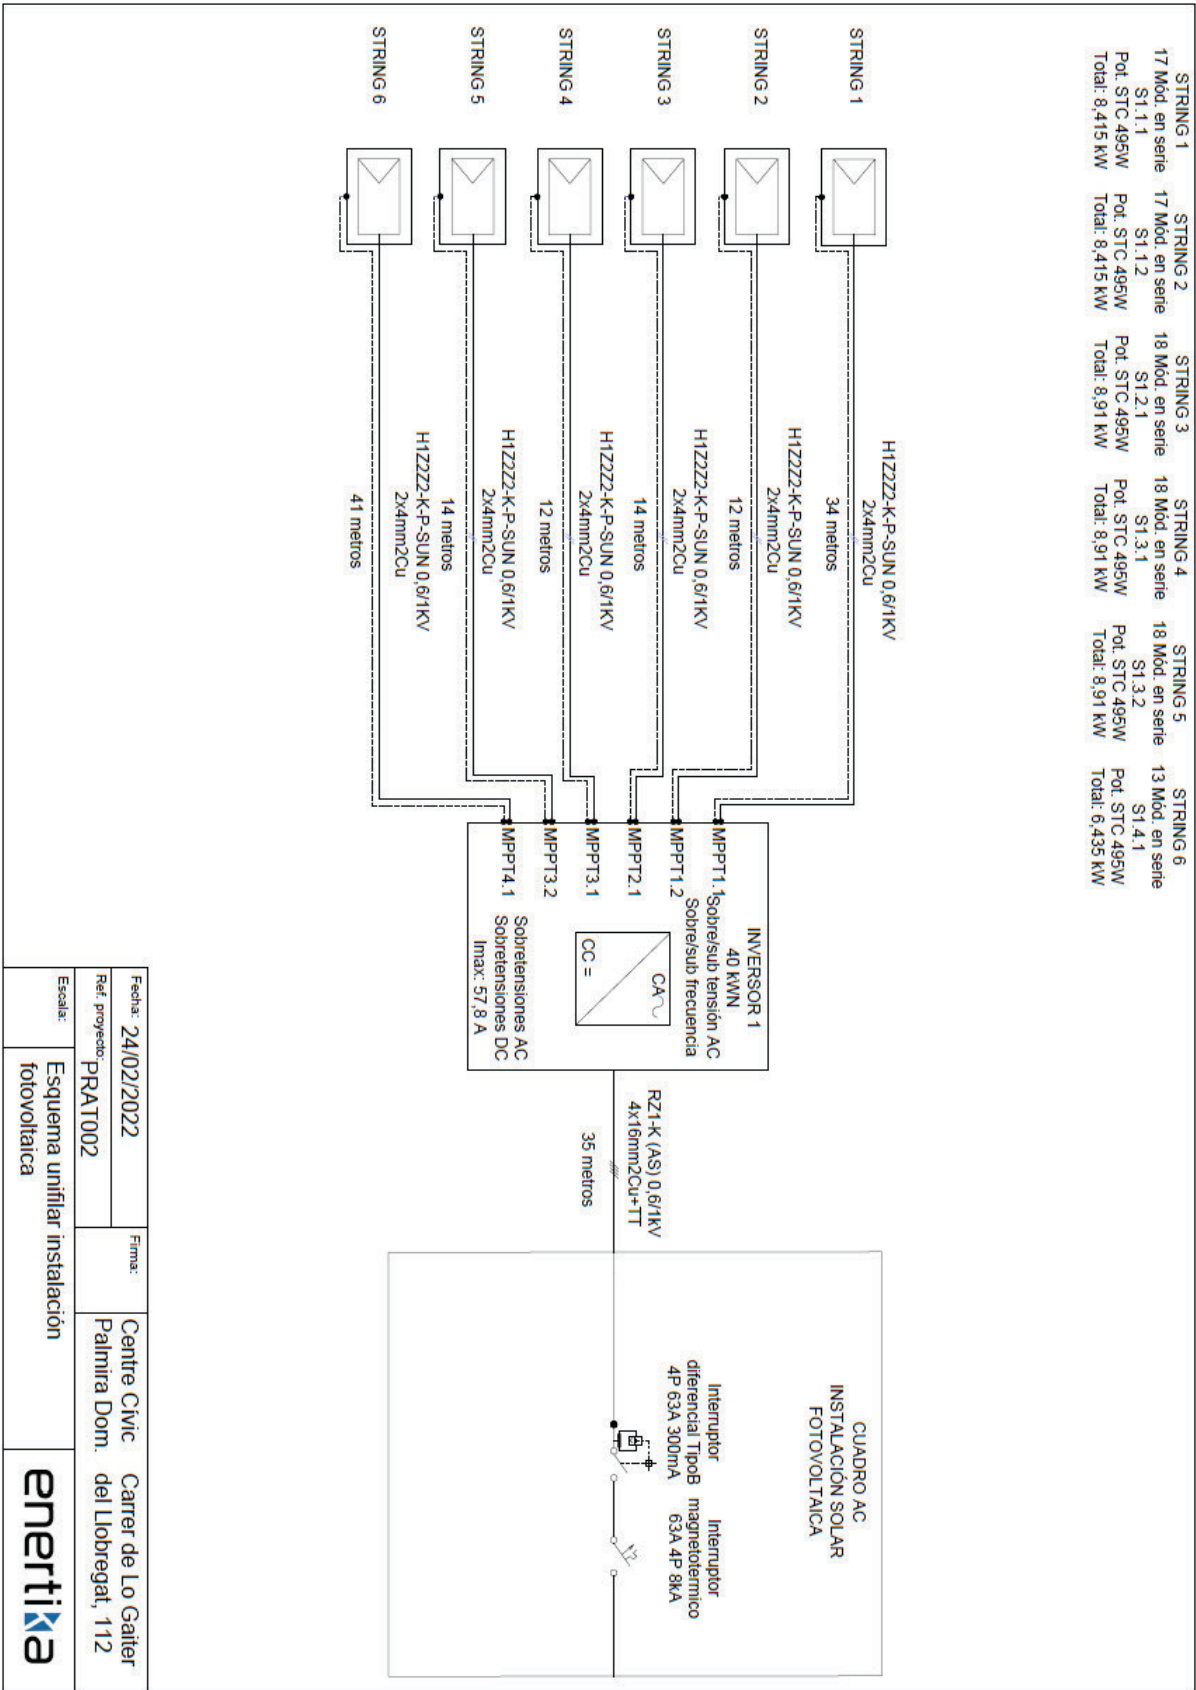 STRING 1
17 Mód. en serie
S1.1.1
Pot. STC 495W
Total: 8,415 kW
STRING 2
17 Mód. en serie
S1.1.2
Pot. STC 495W
Total: 8,415 kW
STRING 3
18 Mód. en serie
S1.2.1
Pot. STC 495W
Total: 8,91 kW
STRING 4
18 Mód. en serie
S1.3.1
Pot. STC 495W
Total: 8,91 kW
STRING 5
18 Mód. en serie
S1.3.2
Pot. STC 495W
Total: 8,91 kW
STRING 6
13 Mód. en serie
S1.4.1
Pot. STC 495W
Total: 6,435 kW
STRING 1
H1Z2Z2-K-P-SUN 0,6/1KV
2x4mm2Cu
34 metros
STRING 2
H1Z2Z2-K-P-SUN 0,6/1KV
2x4mm2Cu
12 metros
STRING 3
H1Z2Z2-K-P-SUN 0,6/1KV
2x4mm2Cu
14 metros
STRING 4
H1Z2Z2-K-P-SUN 0,6/1KV
2x4mm2Cu
12 metros
STRING 5
H1Z2Z2-K-P-SUN 0,6/1KV
2x4mm2Cu
14 metros
STRING 6
H1Z2Z2-K-P-SUN 0,6/1KV
2x4mm2Cu
41 metros
INVERSOR 1
40 kWN
MPPT1.1
Sobre/sub tensión AC
Sobre/sub frecuencia
MPPT1.2
MPPT2.1
MPPT3.1
MPPT3.2
MPPT4.1
CA
CC =
Sobretensiones AC
Sobretensiones DC
Imax: 57,8 A
RZ1-K (AS) 0,6/1kV
4x16mm2Cu+TT
35 metros
CUADRO AC
INSTALACIÓN SOLAR
FOTOVOLTAICA
Interruptor
diferencial TipoB
4P 63A 300mA
Interruptor
magnetotermico
63A 4P 8kA
Fecha: 24/02/2022
Ref. proyecto: PRAT002
Firma:
Centre Cívic
Palmira Dom.
Carrer de Lo Gaiter
del Llobregat, 112
Escala:
Esquema unifilar instalación
fotovoltaica
enertika